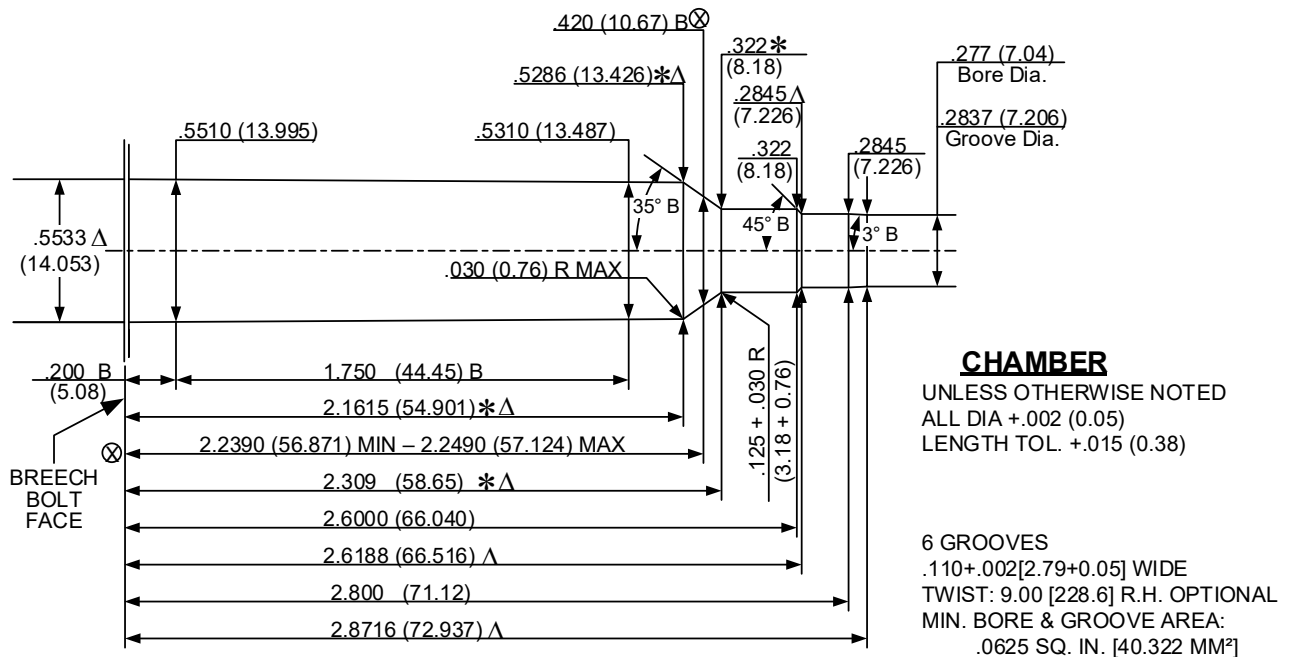 .420 (10.67) B⊗
.322✻
(8.18)
.277 (7.04)
Bore Dia.
.5286 (13.426)✻Δ
.2845Δ
(7.226)
.2837 (7.206)
Groove Dia.
.5510 (13.995)
.5310 (13.487)
.322
(8.18)
.2845
(7.226)
35° B
45° B
3° B
.5533 Δ
(14.053)
.030 (0.76) R MAX
.200 B
(5.08)
1.750 (44.45) B
.125 + .030 R
(3.18 + 0.76)
2.1615 (54.901)✻Δ
⊗
2.2390 (56.871) MIN – 2.2490 (57.124) MAX
BREECH
BOLT
FACE
2.309 (58.65) ✻Δ
2.6000 (66.040)
2.6188 (66.516) Δ
2.800 (71.12)
2.8716 (72.937) Δ
CHAMBER
UNLESS OTHERWISE NOTED
ALL DIA +.002 (0.05)
LENGTH TOL. +.015 (0.38)
6 GROOVES
.110+.002[2.79+0.05] WIDE
TWIST: 9.00 [228.6] R.H. OPTIONAL
MIN. BORE & GROOVE AREA:
.0625 SQ. IN. [40.322 MM²]